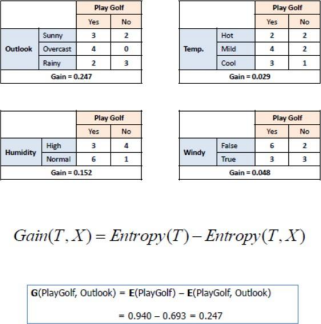 Play Golf
Yes No
Outlook Sunny 3 2
Overcast 4 0
Rainy 2 3
Gain = 0.247
Play Golf
Yes No
Temp. Hot 2 2
Mild 4 2
Cool 3 1
Gain = 0.029
Play Golf
Yes No
Humidity High 3 4
Normal 6 1
Gain = 0.152
Play Golf
Yes No
Windy False 6 2
True 3 3
Gain = 0.048
Gain(T, X) = Entropy(T) − Entropy(T, X)
G(PlayGolf, Outlook) = E(PlayGolf) – E(PlayGolf, Outlook)
= 0.940 – 0.693 = 0.247